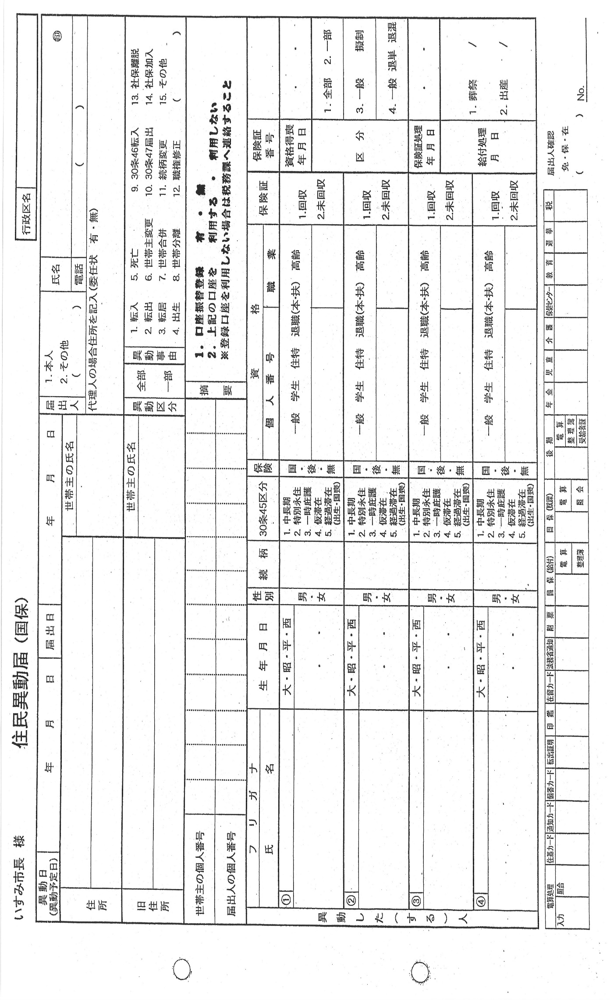 いすみ市長 様
住民異動届（国保）
行政区名
異動日
(異動予定日)
年 月 日
届出日
年 月 日
届出人
1. 本人
2. その他
( )
氏名
㊞
電話
( )
代理人の場合住所を記入(委任状 有・無)
住所
世帯主の氏名
旧住所
世帯主の氏名
異動区分
全部
一部
異動事由
1. 転入 5. 死亡 9. 30条46転入 13. 社保離脱
2. 転出 6. 世帯主変更 10. 30条47届出 14. 社保加入
3. 転居 7. 世帯合併 11. 続柄変更 15. その他
4. 出生 8. 世帯分離 12. 職権修正 ( )
世帯主の個人番号
届出人の個人番号
摘要
1. 口座振替登録 有 ・ 無
2. 上記の口座を 利用する ・ 利用しない
※登録口座を利用しない場合は税務課へ連絡すること
異動した(する)人
フリガナ
氏名
生年月日
性別
続柄
30条45区分
保険
資格
個人番号
職業
保険証
保険証番号
① 大・昭・平・西
・ ・
男・女
1. 中長期
2. 特別永住
3. 一時庇護
4. 仮滞在
5. 経過滞在
(出生・国喪)
国・後・無
一般 学生 住特 退職(本・扶) 高齢
1.回収
2.未回収
資格得喪
年月日
・ ・
② 大・昭・平・西
・ ・
男・女
1. 中長期
2. 特別永住
3. 一時庇護
4. 仮滞在
5. 経過滞在
(出生・国喪)
国・後・無
一般 学生 住特 退職(本・扶) 高齢
1.回収
2.未回収
区分
1. 全部 2. 一部
3. 一般 擬制
4. 一般 退単 退混
③ 大・昭・平・西
・ ・
男・女
1. 中長期
2. 特別永住
3. 一時庇護
4. 仮滞在
5. 経過滞在
(出生・国喪)
国・後・無
一般 学生 住特 退職(本・扶) 高齢
1.回収
2.未回収
保険証処理
年月日
・ ・
④ 大・昭・平・西
・ ・
男・女
1. 中長期
2. 特別永住
3. 一時庇護
4. 仮滞在
5. 経過滞在
(出生・国喪)
国・後・無
一般 学生 住特 退職(本・扶) 高齢
1.回収
2.未回収
給付処理
月 日
1. 葬祭 /
2. 出産 /
電算処理 住基カード 通知カード 個番カード 転出証明 印鑑 在留カード 法務省通知 附票 国保(給付) 国保(賦課) 後期 年金 児童 介護 保健センター 教育 選挙 税
入力 照合
電算
整理簿
電算
照会
電算
整理簿
受給者証
届出人確認
免・保・在
( )
No.